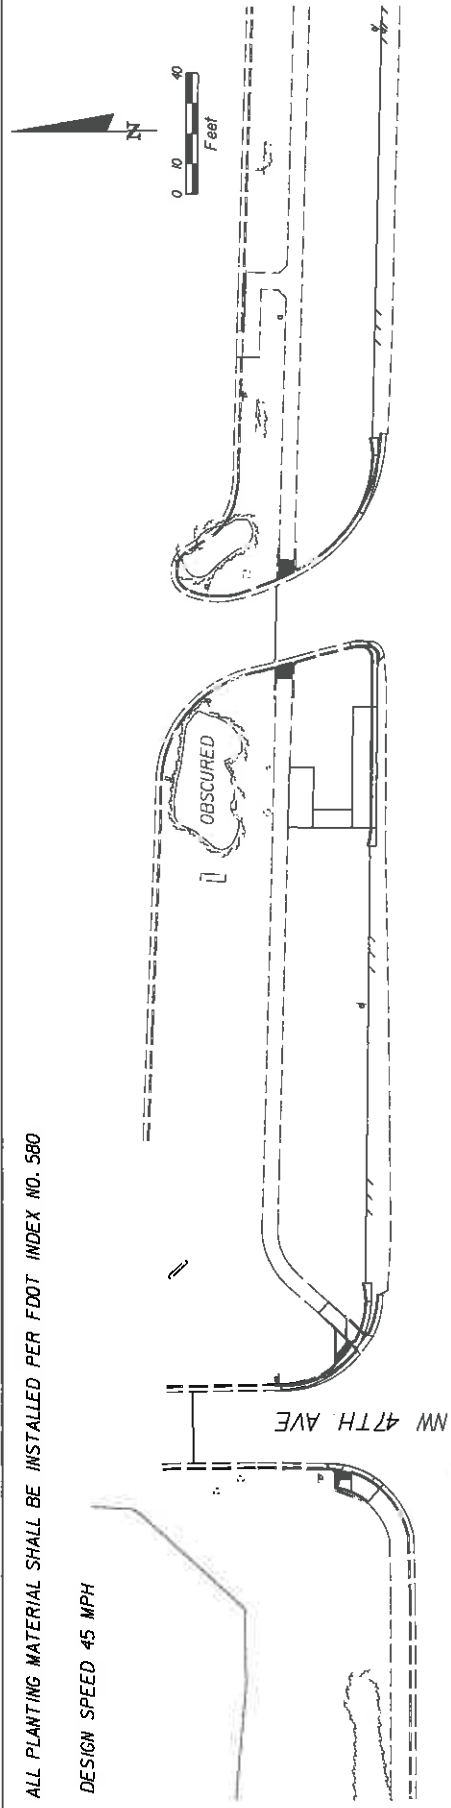 ALL PLANTING MATERIAL SHALL BE INSTALLED PER FDOT INDEX NO. 580
DESIGN SPEED 45 MPH
OBSCURED
NW 47TH AVE
N
0 10 40
Feet